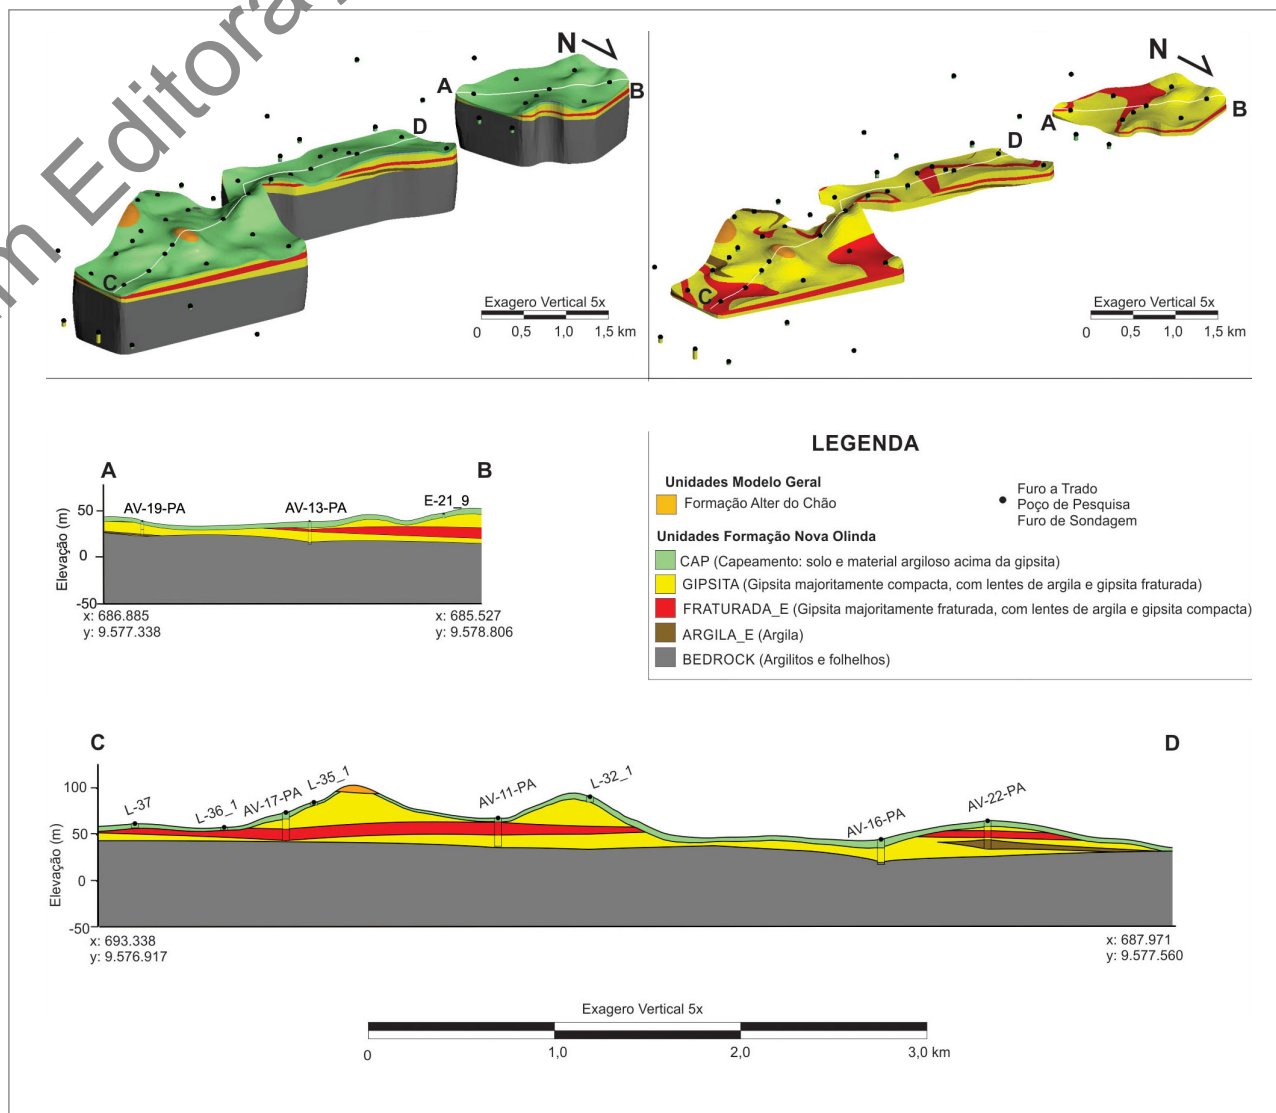 m Editora
N
A
B
D
C
Exagero Vertical 5x
0 0,5 1,0 1,5 km
N
A
B
D
C
Exagero Vertical 5x
0 0,5 1,0 1,5 km
A
B
AV-19-PA
AV-13-PA
E-21_9
Elevação (m)
50
0
-50
x: 686.885
y: 9.577.338
x: 685.527
y: 9.578.806
LEGENDA
Unidades Modelo Geral
Formação Alter do Chão
Furo a Trado
Poço de Pesquisa
Furo de Sondagem
Unidades Formação Nova Olinda
CAP (Capeamento: solo e material argiloso acima da gipsita)
GIPSITA (Gipsita majoritamente compacta, com lentes de argila e gipsita fraturada)
FRATURADA_E (Gipsita majoritamente fraturada, com lentes de argila e gipsita compacta)
ARGILA_E (Argila)
BEDROCK (Argilitos e folhelhos)
C
D
L-37
L-36_1
AV-17-PA
L-35_1
AV-11-PA
L-32_1
AV-16-PA
AV-22-PA
Elevação (m)
100
50
0
-50
x: 693.338
y: 9.576.917
x: 687.971
y: 9.577.560
Exagero Vertical 5x
0 1,0 2,0 3,0 km